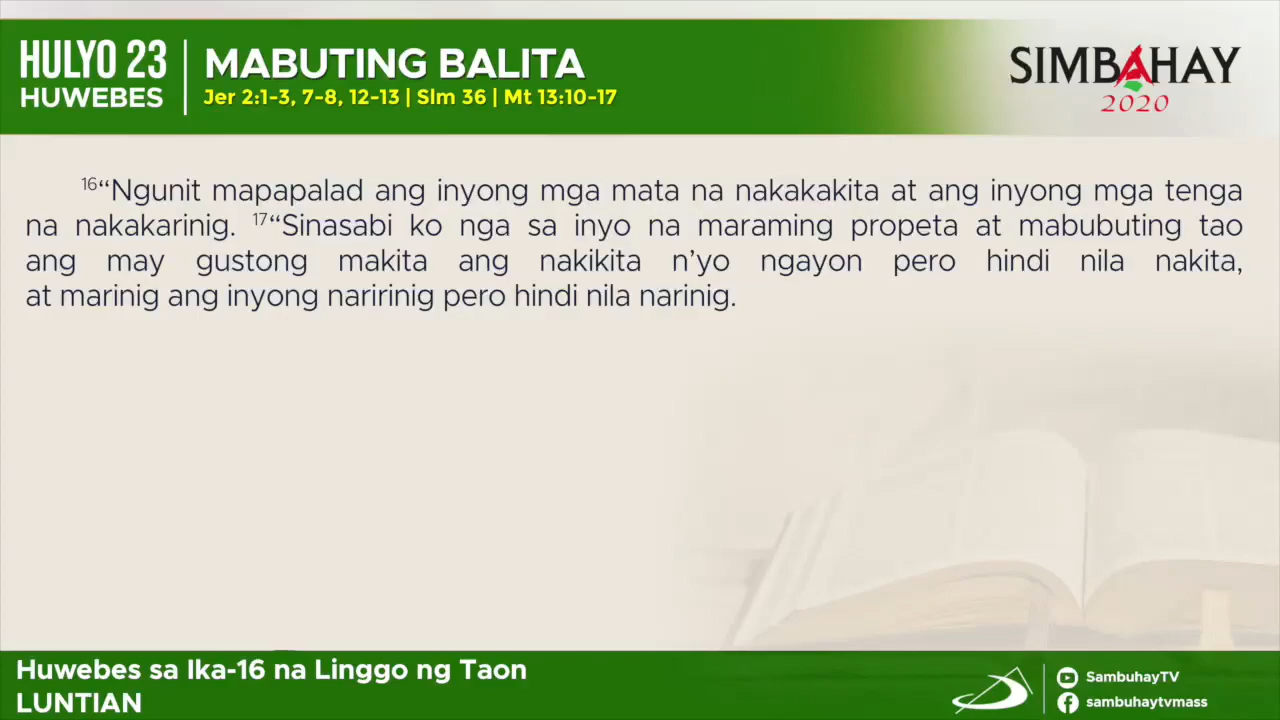 HULYO 23
HUWEBES
MABUTING BALITA
Jer 2:1-3, 7-8, 12-13 | Slm 36 | Mt 13:10-17
SIMBAHAY
2020
16“Ngunit mapapalad ang inyong mga mata na nakakakita at ang inyong mga tenga
na nakakarinig. 17“Sinasabi ko nga sa inyo na maraming propeta at mabubuting tao
ang may gustong makita ang nakikita n’yo ngayon pero hindi nila nakita,
at marinig ang inyong naririnig pero hindi nila narinig.
Huwebes sa Ika-16 na Linggo ng Taon
LUNTIAN
SambuhayTV
sambuhaytvmass